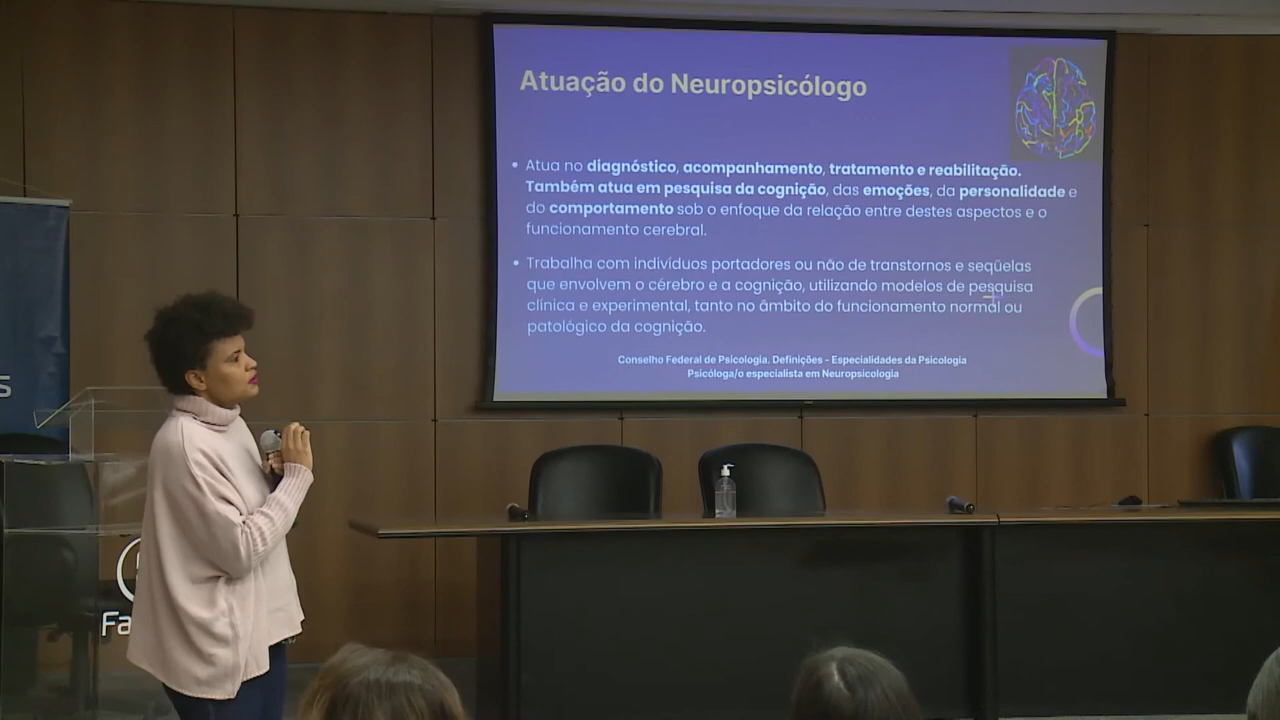 Atuação do Neuropsicólogo
• Atua no diagnóstico, acompanhamento, tratamento e reabilitação.
Também atua em pesquisa da cognição, das emoções, da personalidade e
do comportamento sob o enfoque da relação entre destes aspectos e o
funcionamento cerebral.
• Trabalha com indivíduos portadores ou não de transtornos e seqüelas
que envolvem o cérebro e a cognição, utilizando modelos de pesquisa
clínica e experimental, tanto no âmbito do funcionamento normal ou
patológico da cognição.
Conselho Federal de Psicologia. Definições - Especialidades da Psicologia
Psicóloga/o especialista em Neuropsicologia
s
Fa